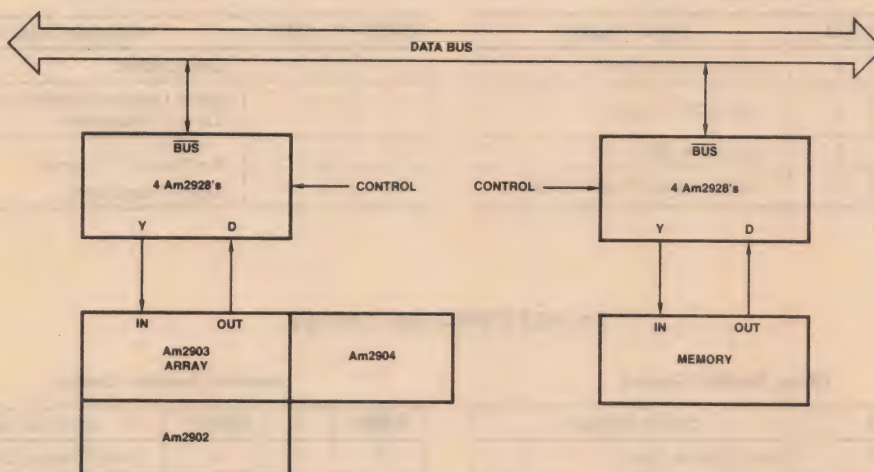 DATA BUS
BUS
4 Am2928's
Y D
CONTROL
CONTROL
BUS
4 Am2928's
Y D
IN OUT
Am2903
ARRAY
Am2904
Am2902
IN OUT
MEMORY